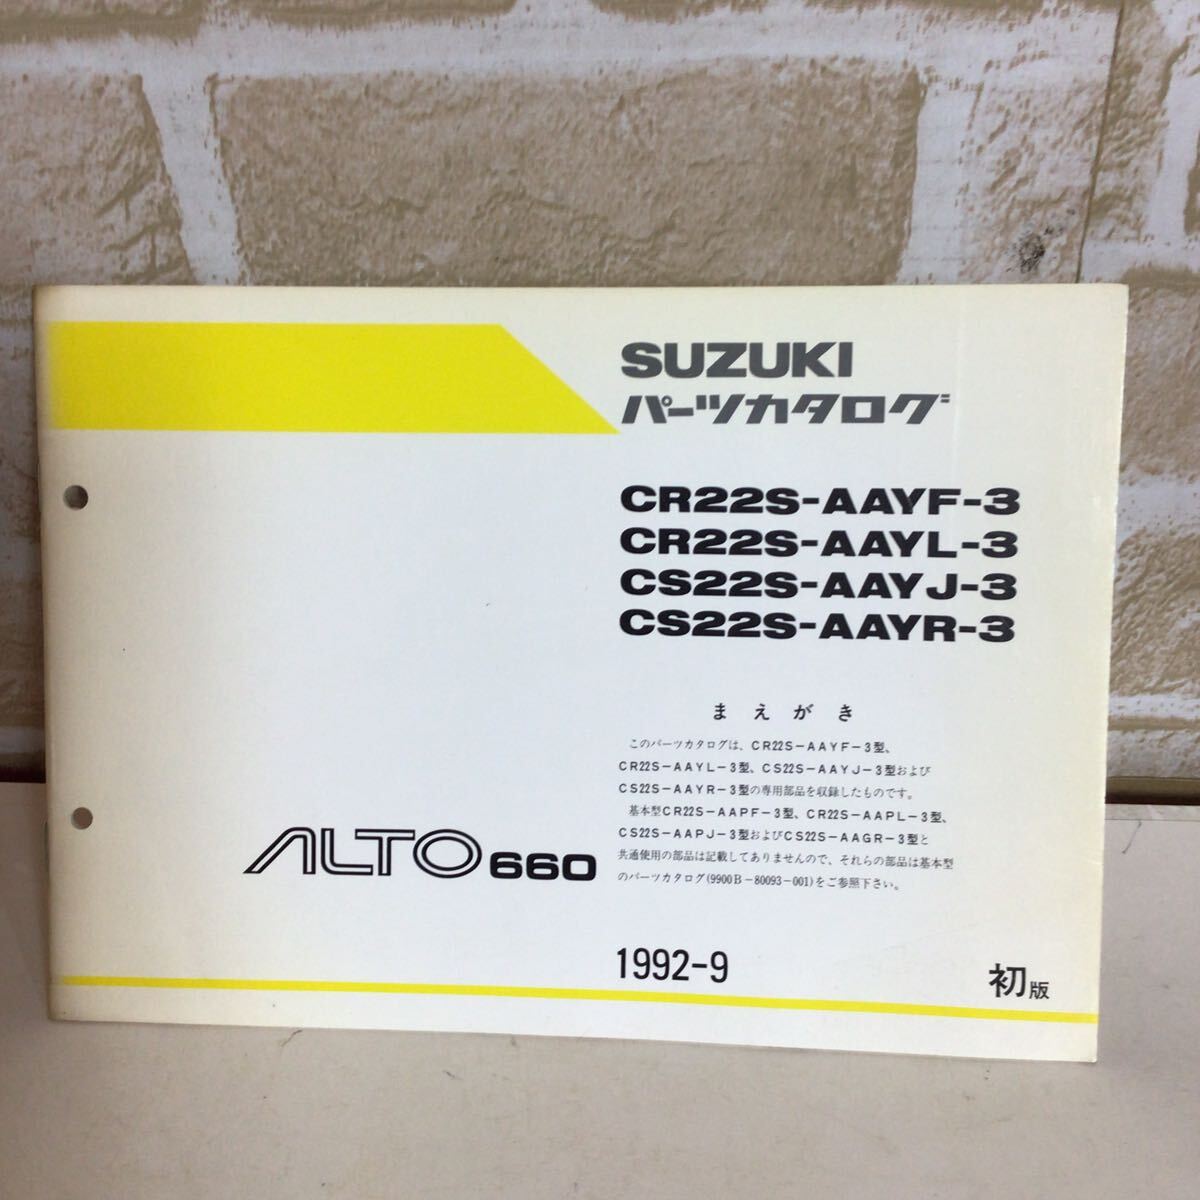 SUZUKI
パーツカタログ
CR22S-AAYF-3
CR22S-AAYL-3
CS22S-AAYJ-3
CS22S-AAYR-3
まえがき
このパーツカタログは、CR22S-AAYF-3型、
CR22S-AAYL-3型、CS22S-AAYJ-3型および
CS22S-AAYR-3型の専用部品を収録したものです。
基本型CR22S-AAPF-3型、CR22S-AAPL-3型、
CS22S-AAPJ-3型およびCS22S-AAGR-3型と
共通使用の部品は記載してありませんので、それらの部品は基本型
のパーツカタログ(9900B-80093-001)をご参照下さい。
ALTO 660
1992-9
初版